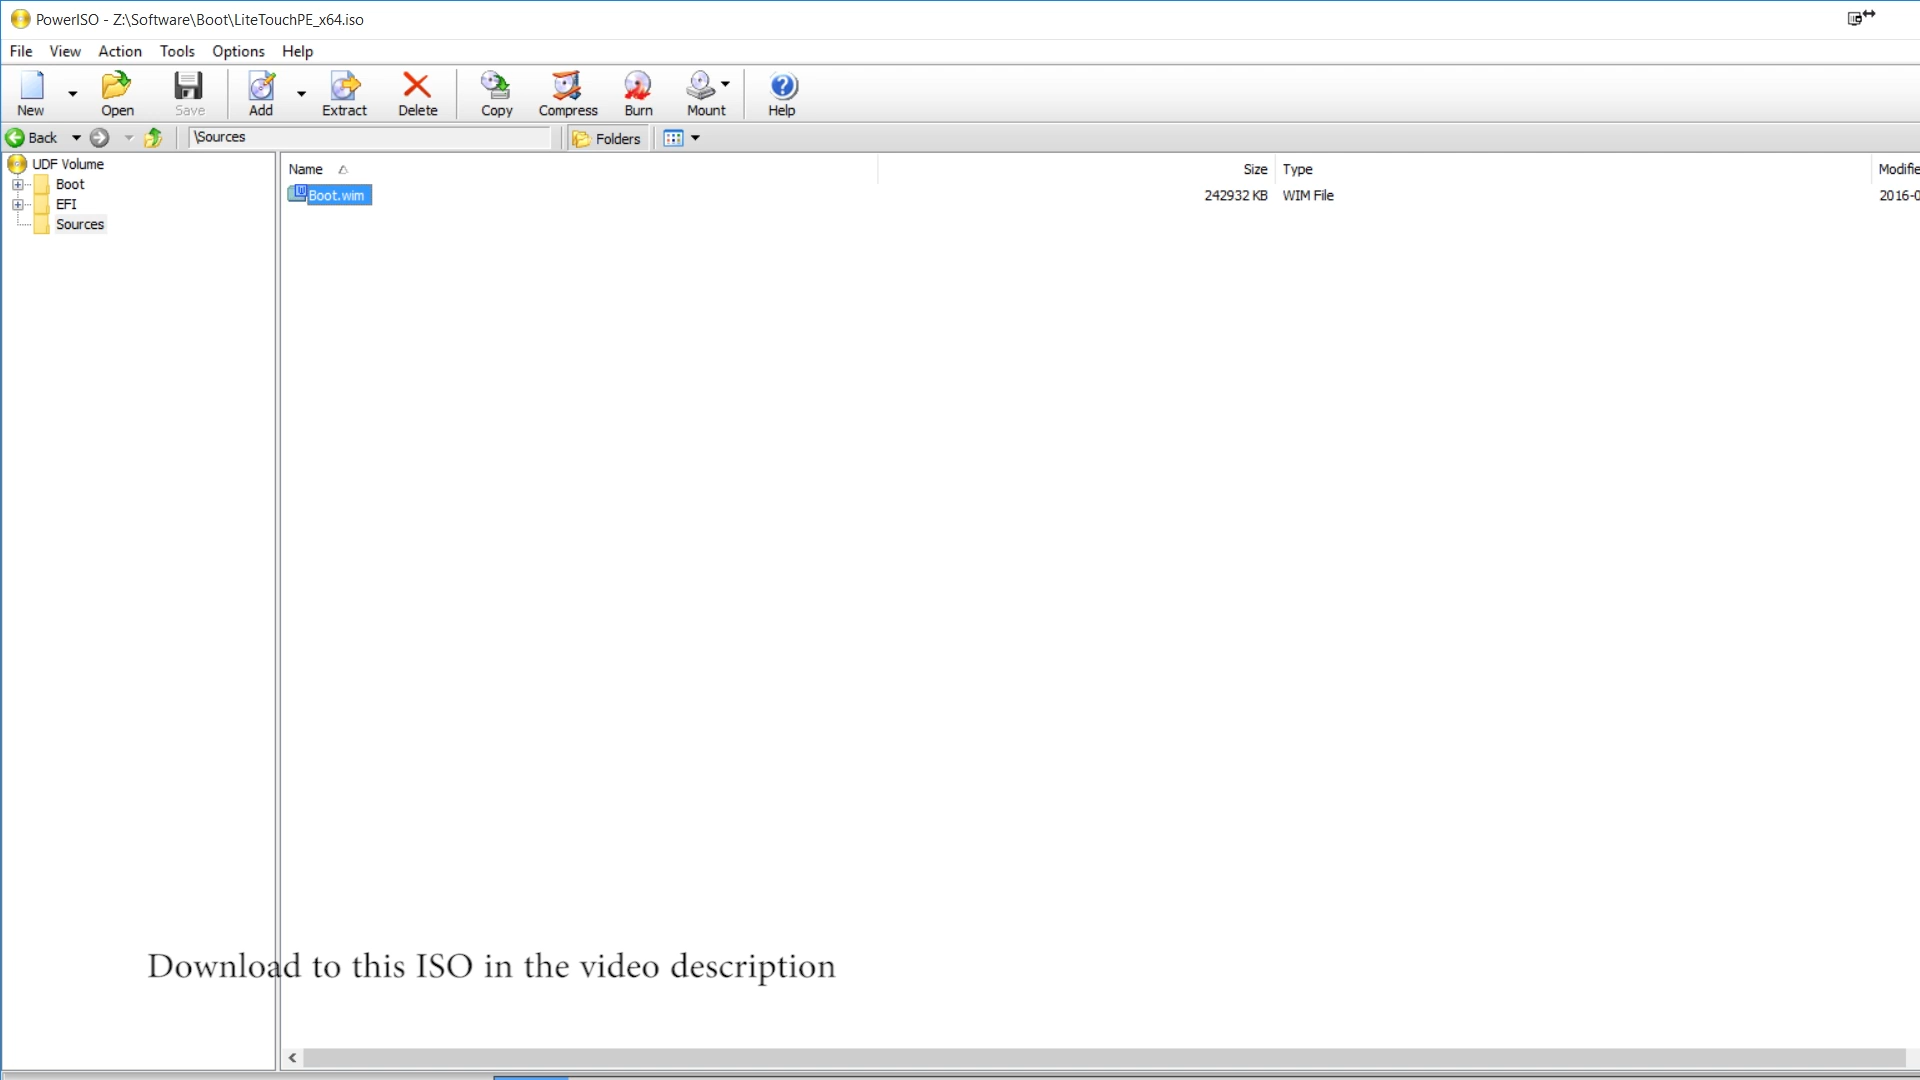 PowerISO - Z:\Software\Boot\LiteTouchPE_x64.iso
File View Action Tools Options Help
New Open Save Add Extract Delete Copy Compress Burn Mount Help
Back \Sources Folders
UDF Volume
Boot
EFI
Sources
Name Size Type Modifie
Boot.wim 242932 KB WIM File 2016-0
Download to this ISO in the video description